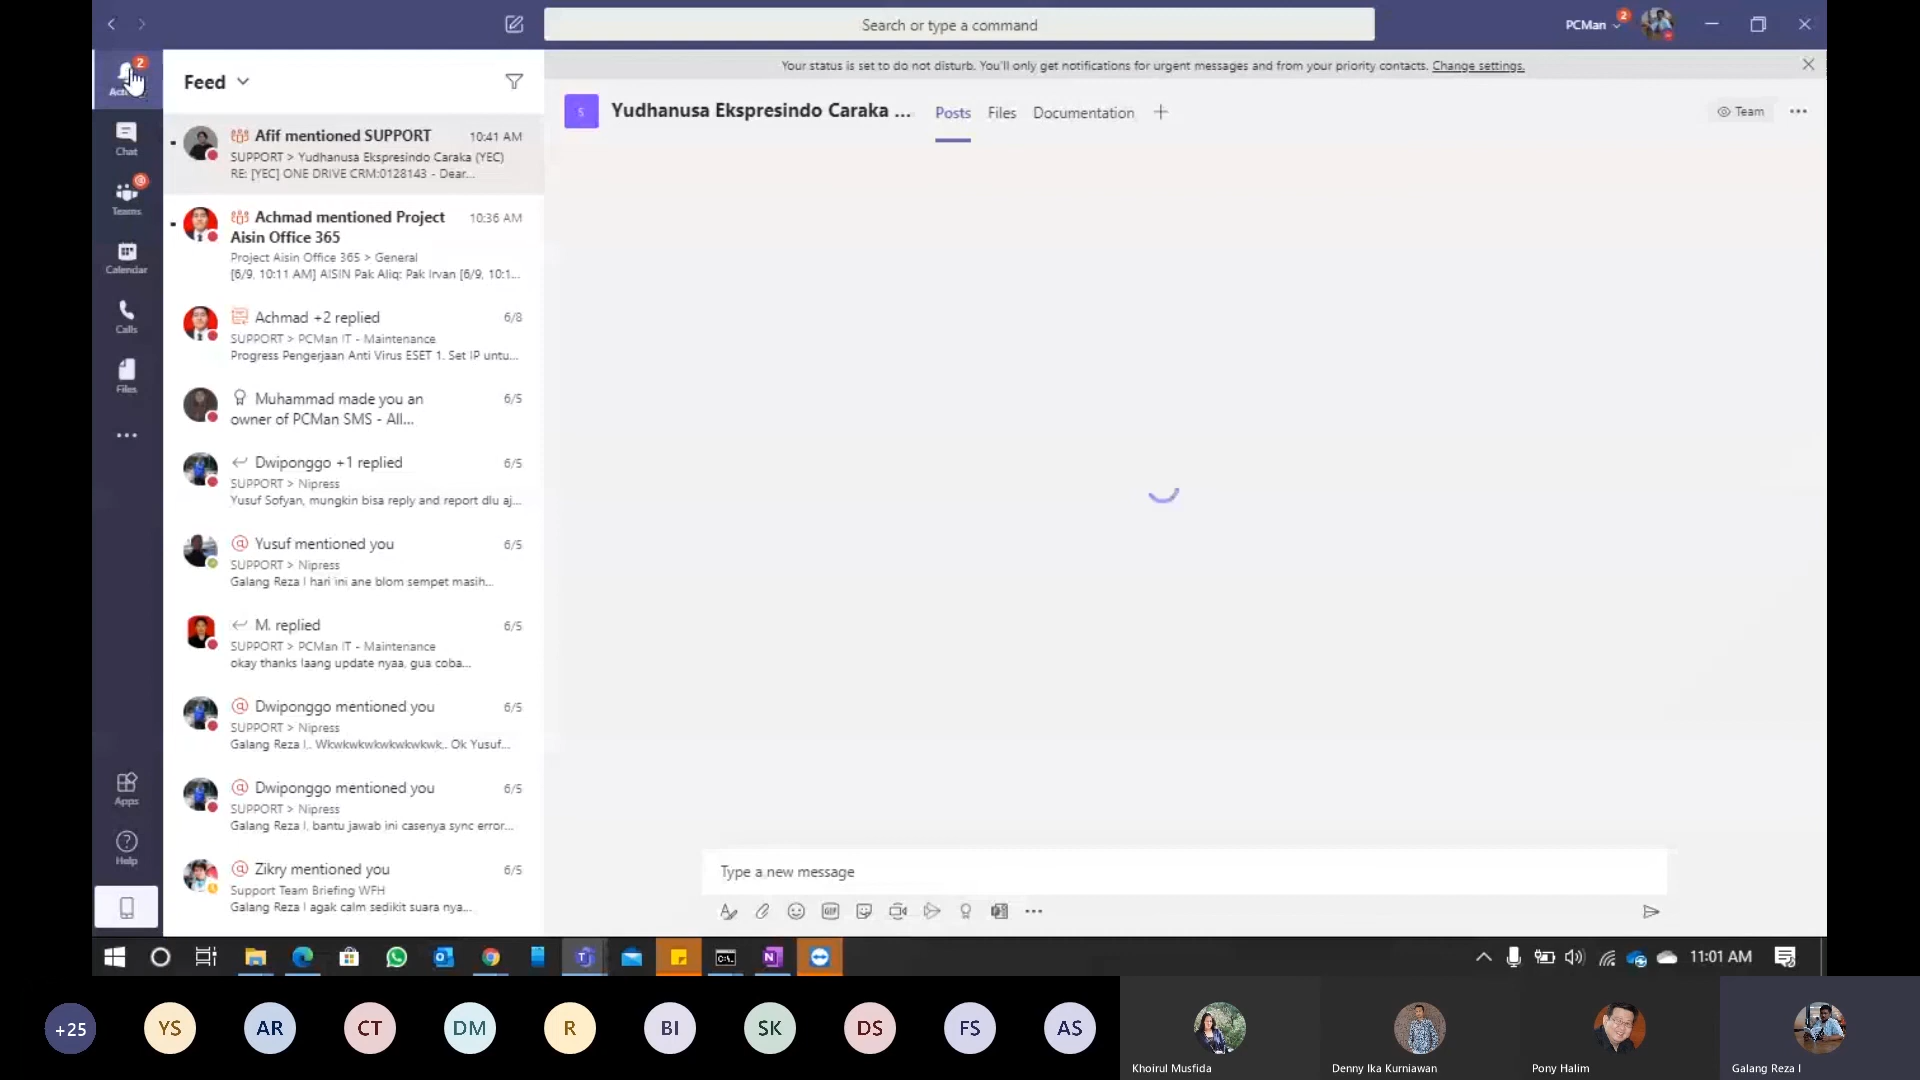 Search or type a command
PCMan
2
2
Feed
Your status is set to do not disturb. You'll only get notifications for urgent messages and from your priority contacts. Change settings.
S
Yudhanusa Ekspresindo Caraka ...
Posts
Files
Documentation
Team
Chat
Teams
Calendar
Calls
Files
Apps
Help
Afif mentioned SUPPORT
10:41 AM
SUPPORT > Yudhanusa Ekspresindo Caraka (YEC)
RE: [YEC] ONE DRIVE CRM:0128143 - Dear...
Achmad mentioned Project
10:36 AM
Aisin Office 365
Project Aisin Office 365 > General
[6/9, 10:11 AM] AISIN Pak Aliq: Pak Irvan [6/9, 10:1...
Achmad +2 replied
6/8
SUPPORT > PCMan IT - Maintenance
Progress Pengerjaan Anti Virus ESET 1. Set IP untu...
Muhammad made you an
6/5
owner of PCMan SMS - All...
Dwiponggo +1 replied
6/5
SUPPORT > Nipress
Yusuf Sofyan, mungkin bisa reply and report dlu aj...
Yusuf mentioned you
6/5
SUPPORT > Nipress
Galang Reza I hari ini ane blom sempet masih...
M. replied
6/5
SUPPORT > PCMan IT - Maintenance
okay thanks laang update nyaa, gua coba...
Dwiponggo mentioned you
6/5
SUPPORT > Nipress
Galang Reza I,. Wkwkwkwkwkwkwkwk,. Ok Yusuf...
Dwiponggo mentioned you
6/5
SUPPORT > Nipress
Galang Reza I, bantu jawab ini casenya sync error...
Zikry mentioned you
6/5
Support Team Briefing WFH
Galang Reza I agak calm sedikit suara nya...
Type a new message
GIF
11:01 AM
+25
YS
AR
CT
DM
R
BI
SK
DS
FS
AS
Khoirul Musfida
Denny Ika Kurniawan
Pony Halim
Galang Reza I